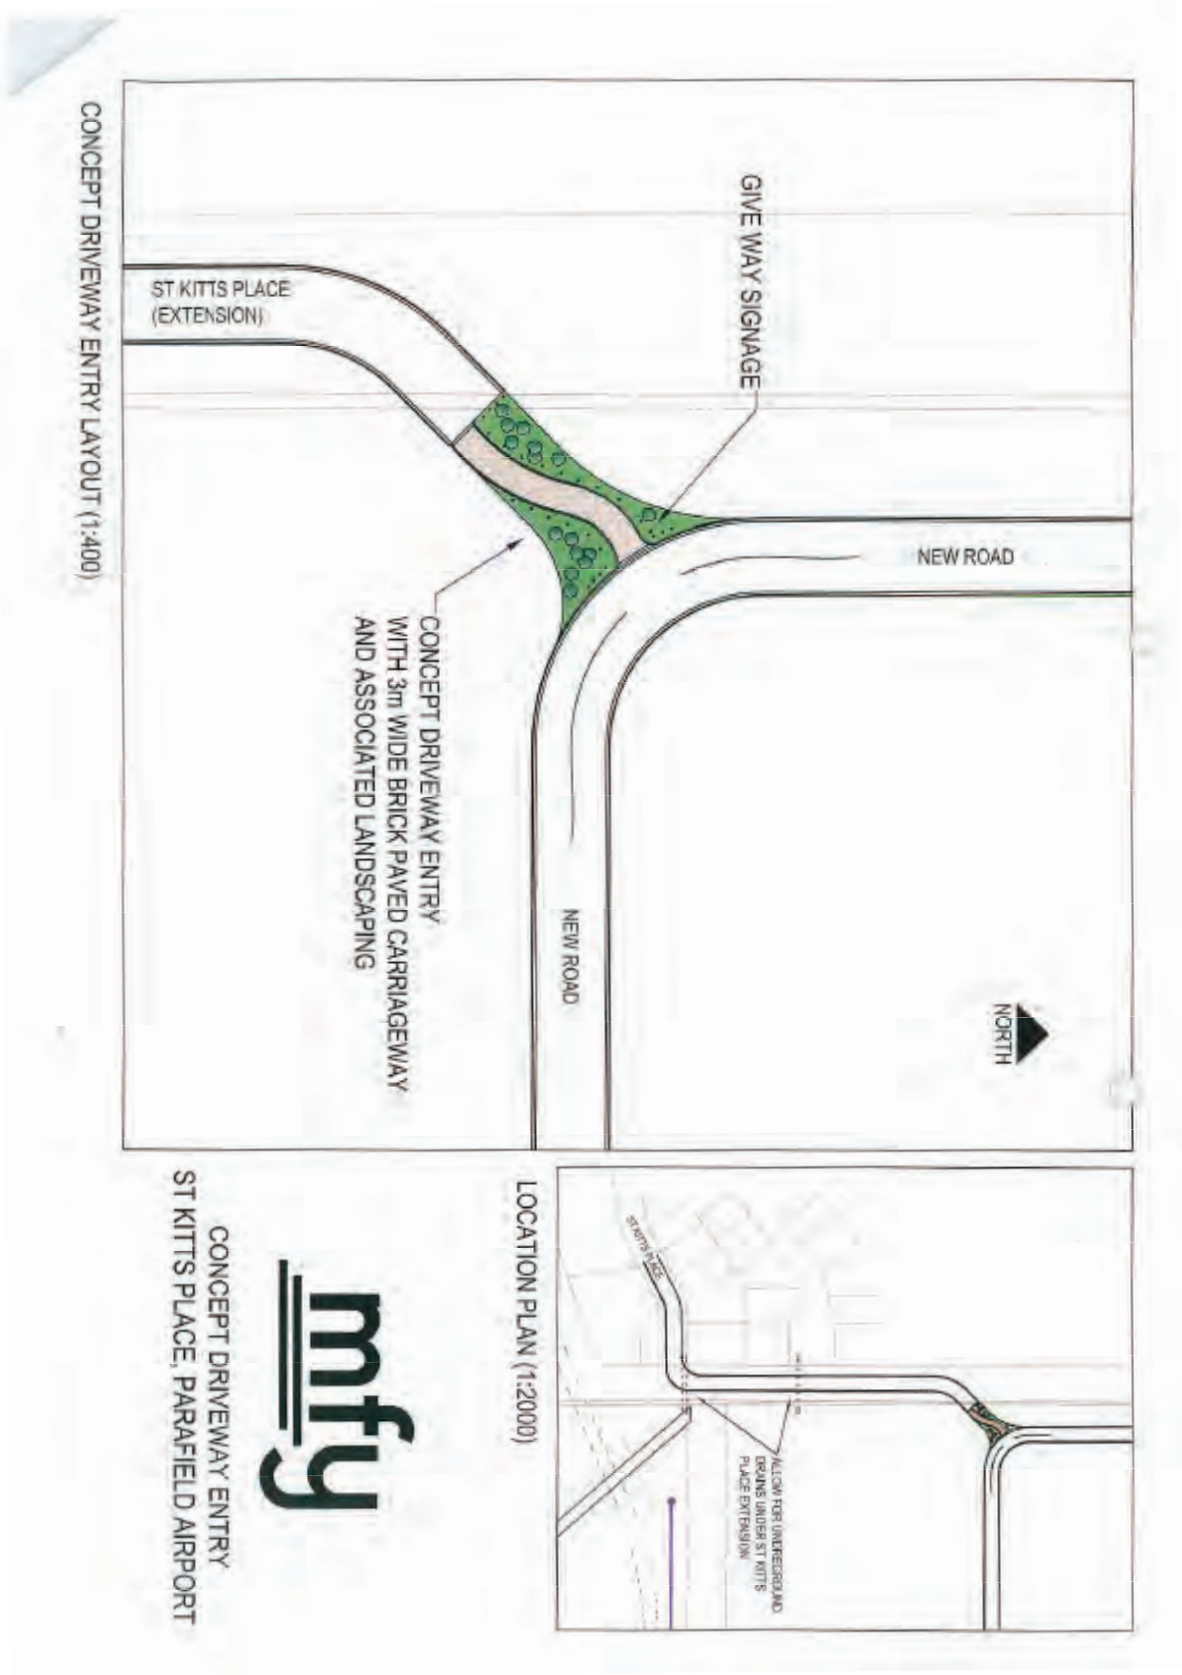 GIVE WAY SIGNAGE
ST KITTS PLACE
(EXTENSION)
NEW ROAD
NEW ROAD
NORTH
CONCEPT DRIVEWAY ENTRY
WITH 3m WIDE BRICK PAVED CARRIAGEWAY
AND ASSOCIATED LANDSCAPING
CONCEPT DRIVEWAY ENTRY LAYOUT (1:400)
ST KITTS PLACE
ALLOW FOR UNDREGROUND
DRAINS UNDER ST KITTS
PLACE EXTENSION
LOCATION PLAN (1:2000)
mfy
CONCEPT DRIVEWAY ENTRY
ST KITTS PLACE, PARAFIELD AIRPORT